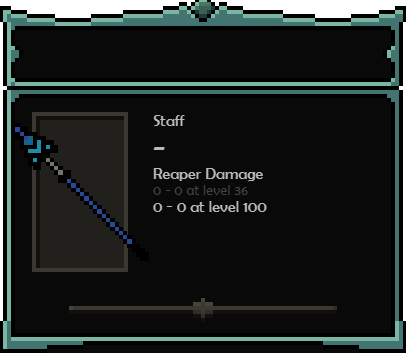 Staff
–
Reaper Damage
0 - 0 at level 36
0 - 0 at level 100